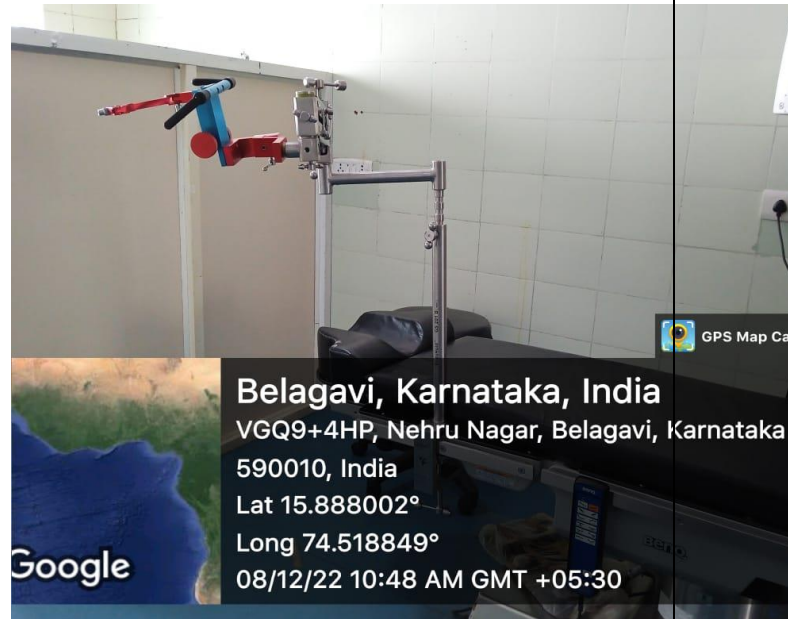 GPS Map Ca
Belagavi, Karnataka, India
VGQ9+4HP, Nehru Nagar, Belagavi, Karnataka
590010, India
Lat 15.888002°
Long 74.518849°
08/12/22 10:48 AM GMT +05:30
Google